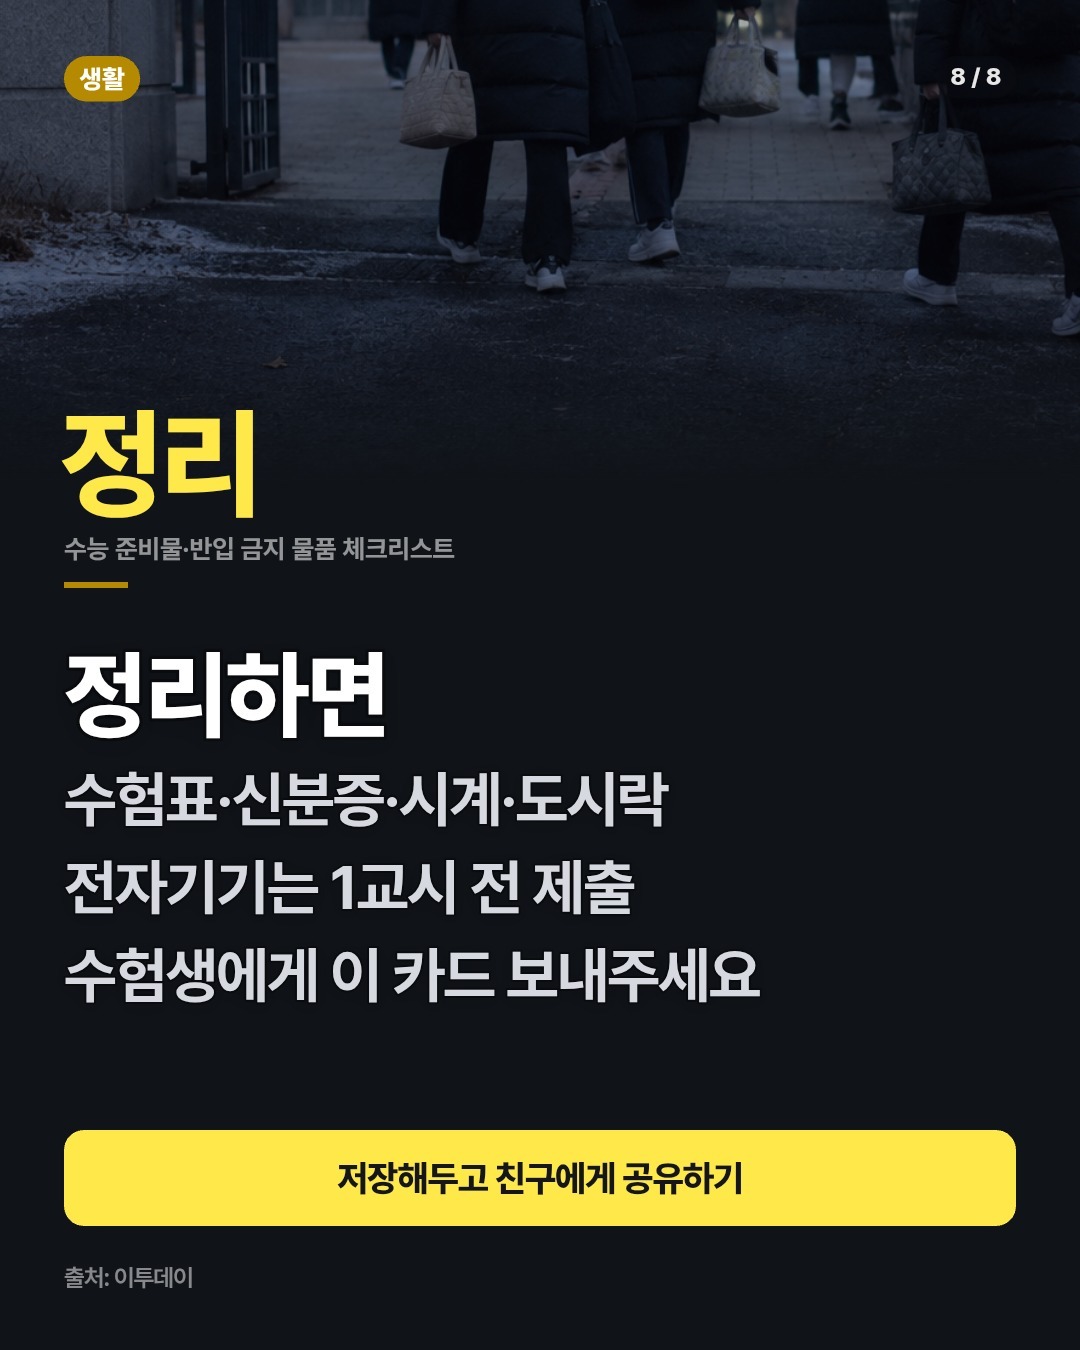 생활
8 / 8
정리
수능 준비물·반입 금지 물품 체크리스트
정리하면
수험표·신분증·시계·도시락
전자기기는 1교시 전 제출
수험생에게 이 카드 보내주세요
저장해두고 친구에게 공유하기
출처: 이투데이